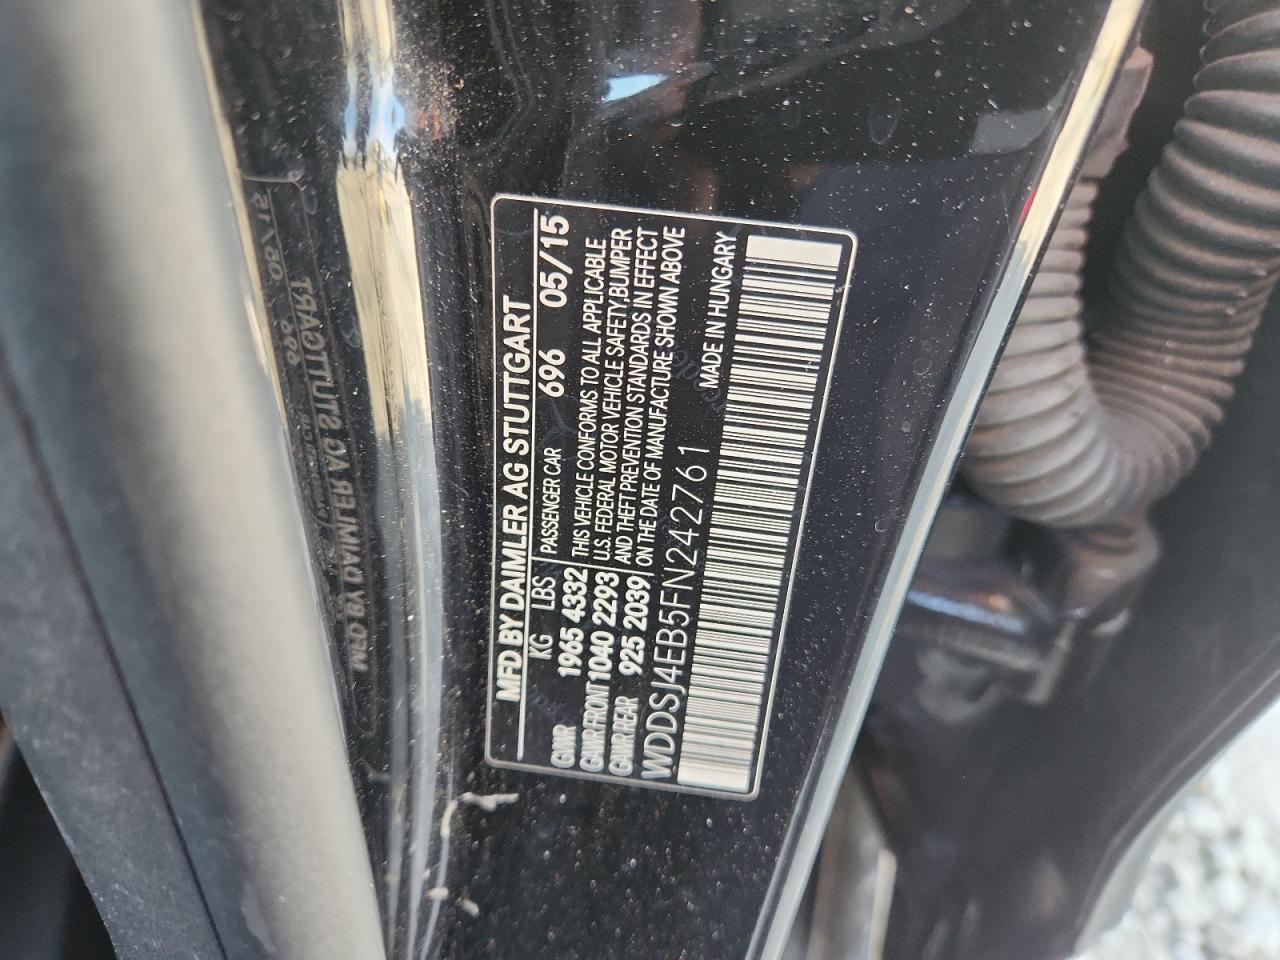 MFD BY DAIMLER AG STUTTGART
KG LBS PASSENGER CAR 696 05/15
GVWR 1965 4332 THIS VEHICLE CONFORMS TO ALL APPLICABLE
GAWR FRONT 1040 2293 U.S. FEDERAL MOTOR VEHICLE SAFETY,BUMPER
GAWR REAR 925 2039 AND THEFT PREVENTION STANDARDS IN EFFECT
ON THE DATE OF MANUFACTURE SHOWN ABOVE
WDDSJ4EB5FN242761 MADE IN HUNGARY